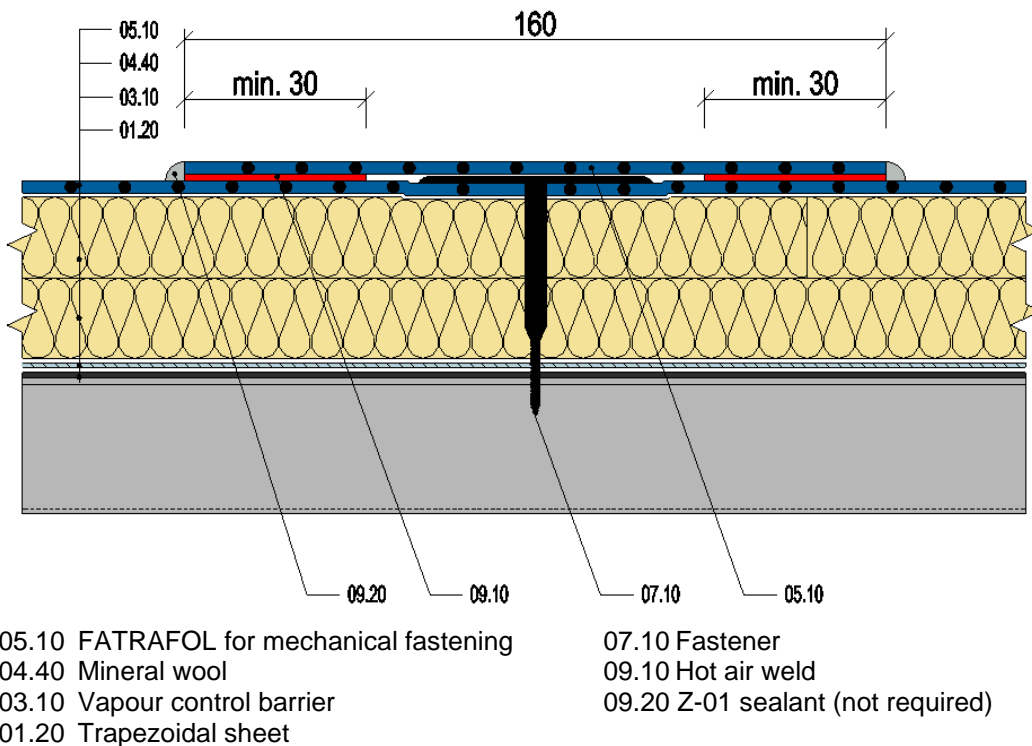 160
min. 30 min. 30
05.10
04.40
03.10
01.20
09.20 09.10 07.10 05.10
05.10 FATRAFOL for mechanical fastening
04.40 Mineral wool
03.10 Vapour control barrier
01.20 Trapezoidal sheet
07.10 Fastener
09.10 Hot air weld
09.20 Z-01 sealant (not required)